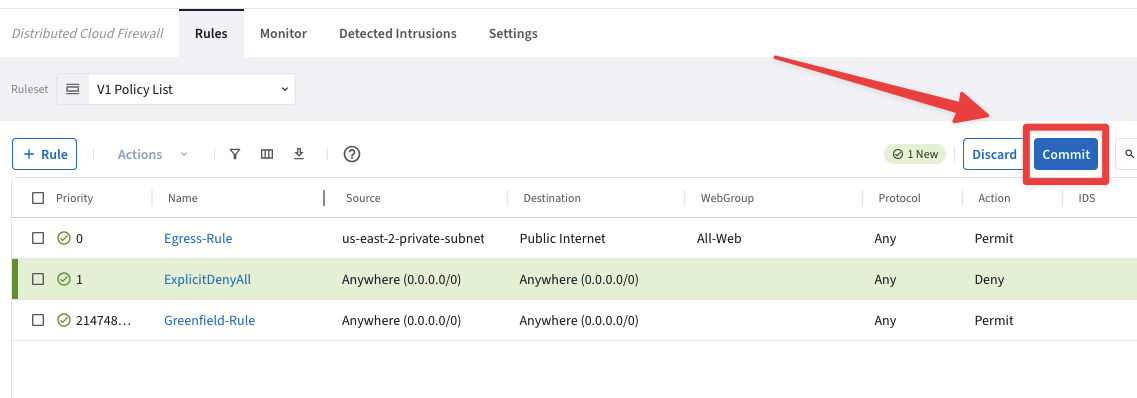 Distributed Cloud Firewall Rules Monitor Detected Intrusions Settings
Ruleset V1 Policy List
+ Rule Actions 1 New Discard Commit
Priority Name Source Destination WebGroup Protocol Action IDS
0 Egress-Rule us-east-2-private-subnet Public Internet All-Web Any Permit
1 ExplicitDenyAll Anywhere (0.0.0.0/0) Anywhere (0.0.0.0/0) Any Deny
214748... Greenfield-Rule Anywhere (0.0.0.0/0) Anywhere (0.0.0.0/0) Any Permit